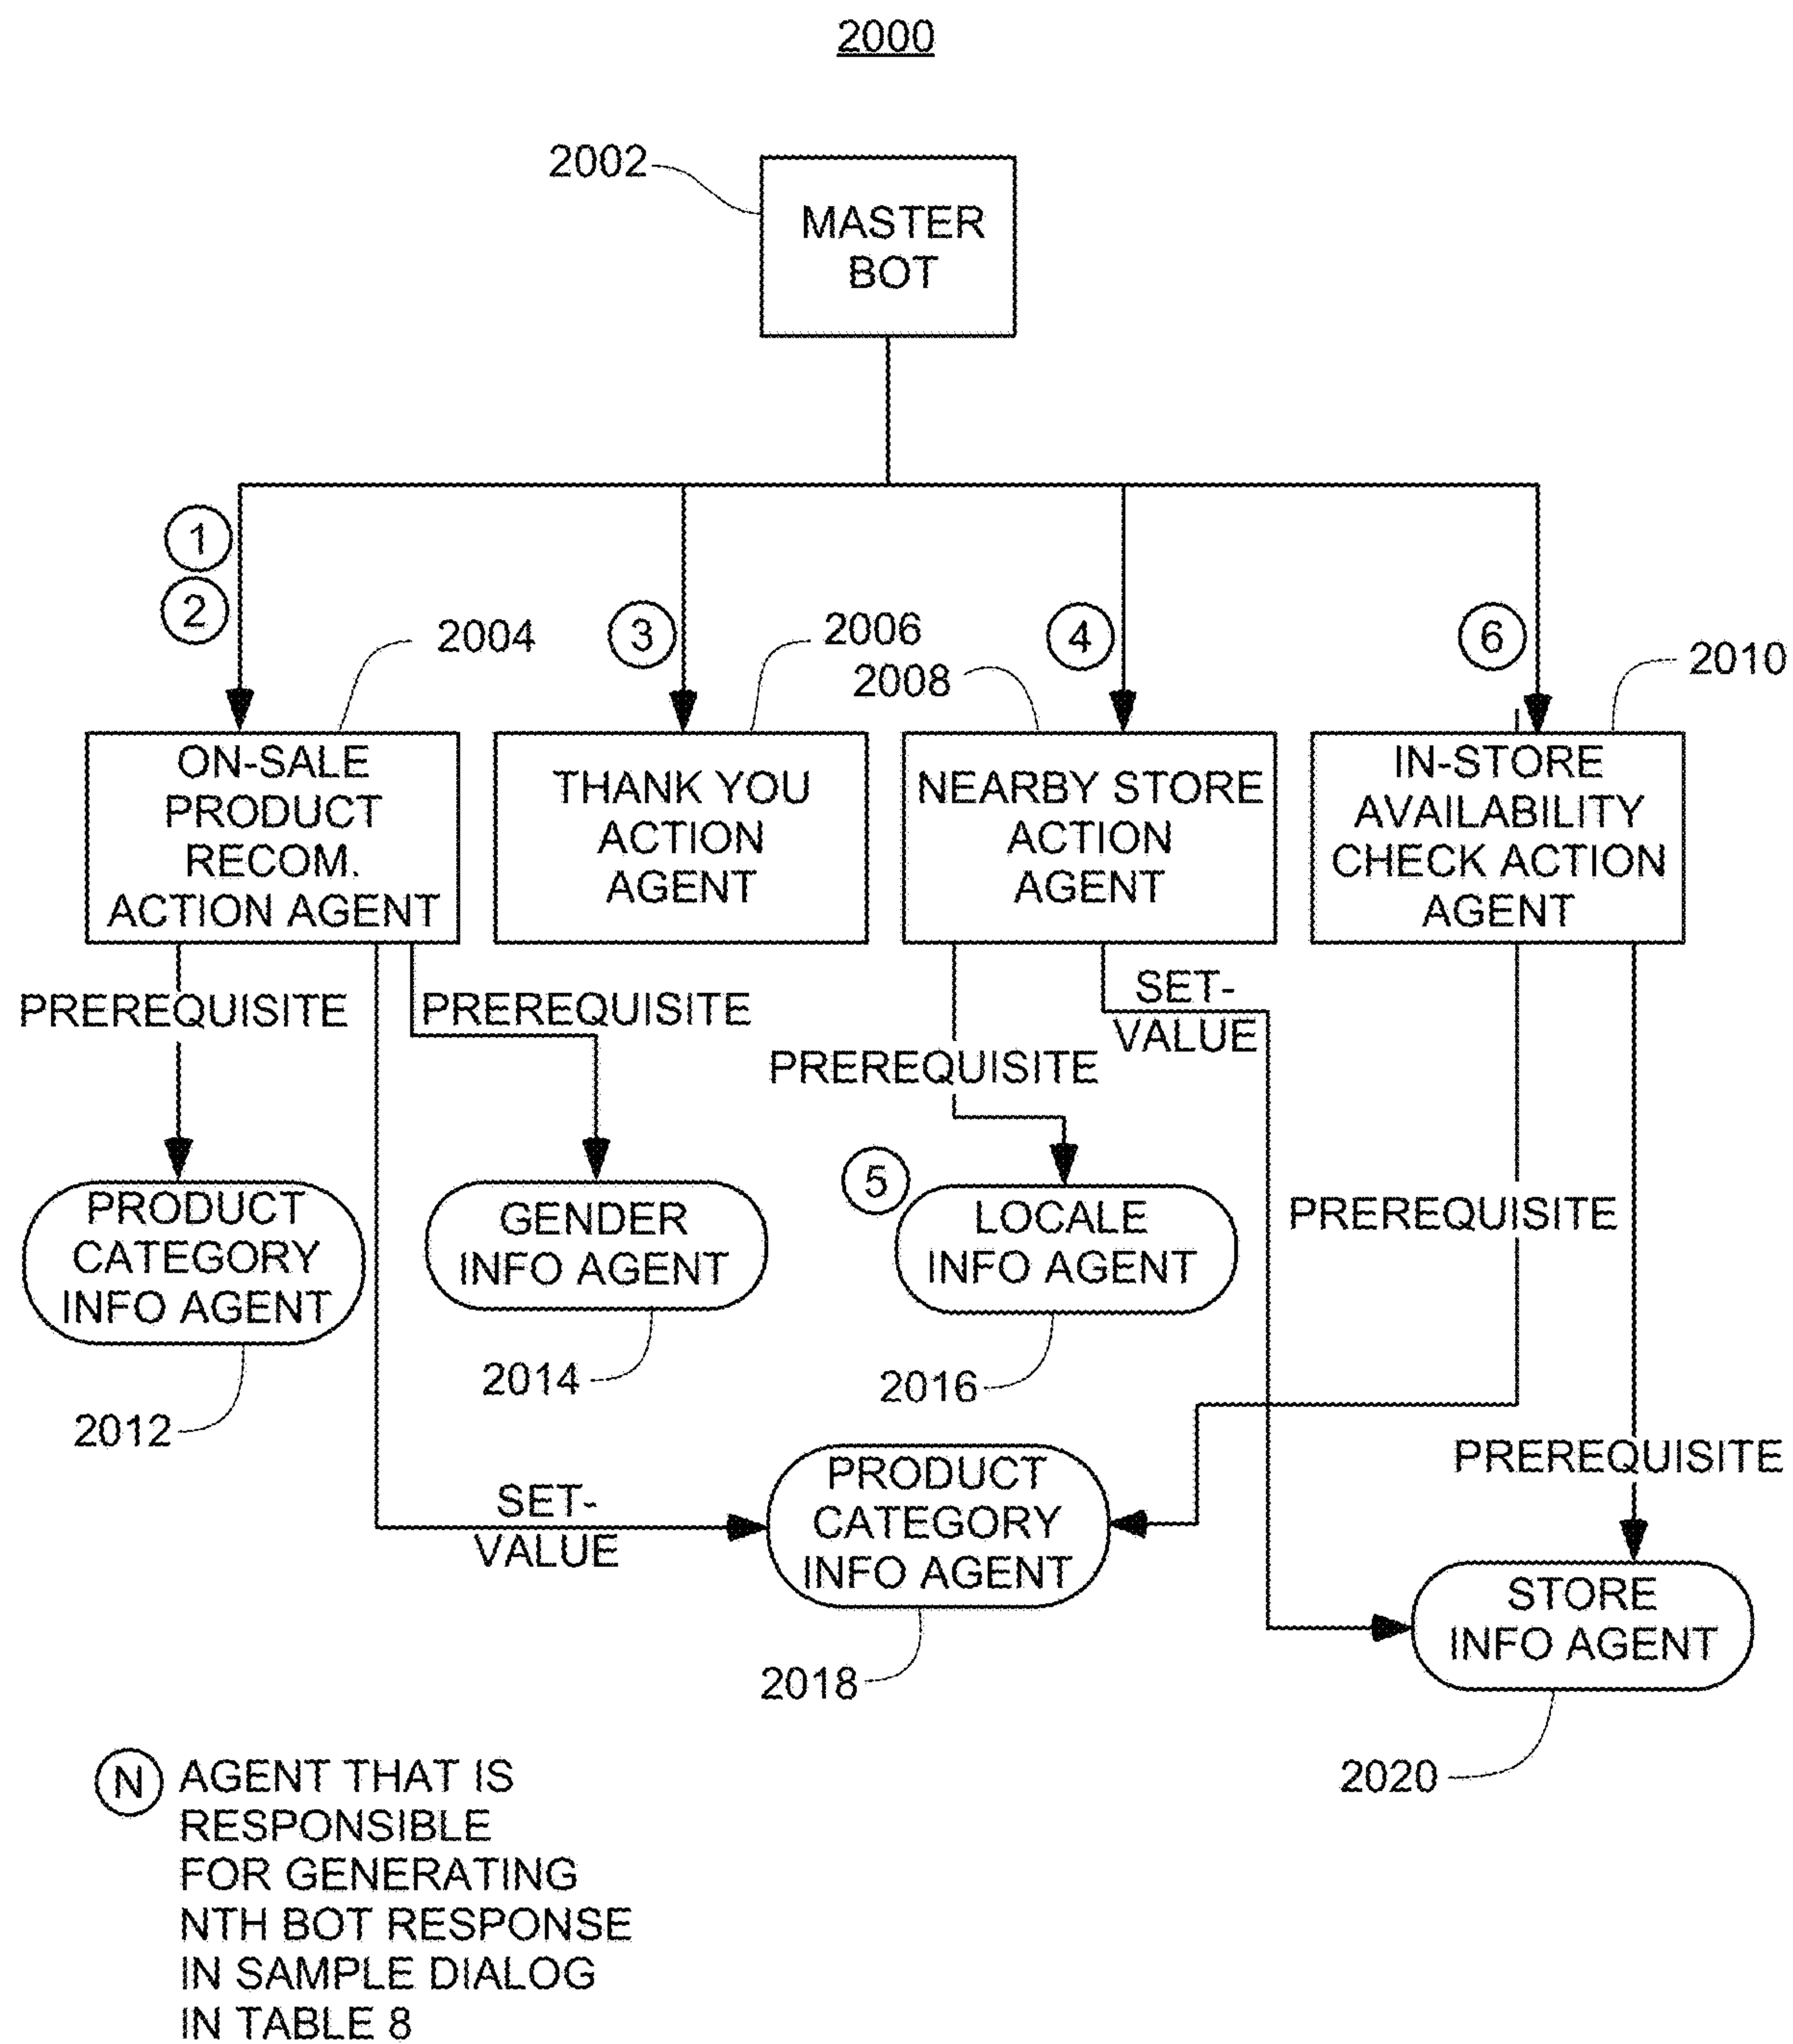 2000
2002
MASTER
BOT
1
2
3
4
6
2004
2006
2008
2010
ON-SALE
PRODUCT
RECOM.
ACTION AGENT
THANK YOU
ACTION
AGENT
NEARBY STORE
ACTION
AGENT
IN-STORE
AVAILABILITY
CHECK ACTION
AGENT
PREREQUISITE
PREREQUISITE
PREREQUISITE
SET-
VALUE
PREREQUISITE
PREREQUISITE
PRODUCT
CATEGORY
INFO AGENT
2012
GENDER
INFO AGENT
2014
5
LOCALE
INFO AGENT
2016
SET-
VALUE
PRODUCT
CATEGORY
INFO AGENT
2018
STORE
INFO AGENT
2020
N AGENT THAT IS
RESPONSIBLE
FOR GENERATING
NTH BOT RESPONSE
IN SAMPLE DIALOG
IN TABLE 8